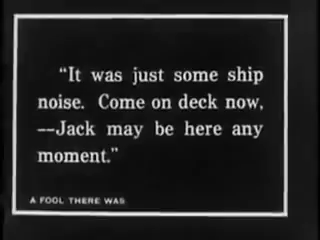 “It was just some ship
noise. Come on deck now,
--Jack may be here any
moment.”
A FOOL THERE WAS